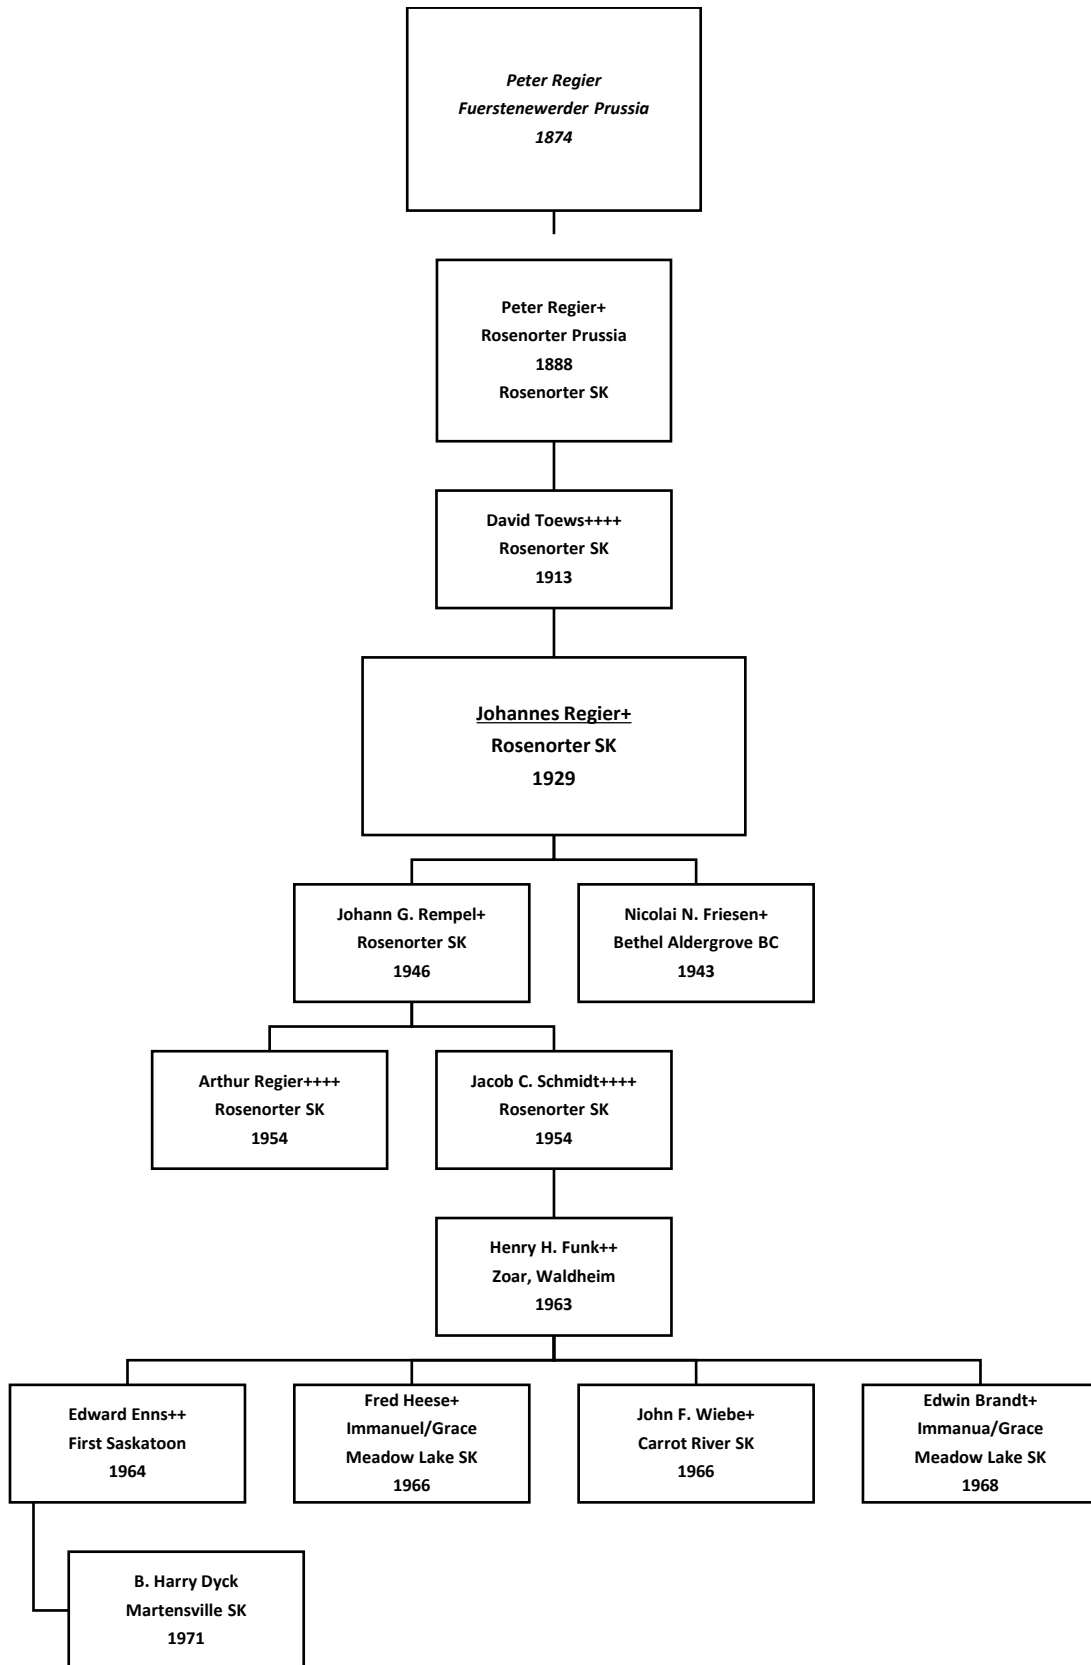 Peter Regier
Fuerstenewerder Prussia
1874
Peter Regier+
Rosenorter Prussia
1888
Rosenorter SK
David Toews++++
Rosenorter SK
1913
Johannes Regier+
Rosenorter SK
1929
Johann G. Rempel+
Rosenorter SK
1946
Nicolai N. Friesen+
Bethel Aldergrove BC
1943
Arthur Regier++++
Rosenorter SK
1954
Jacob C. Schmidt++++
Rosenorter SK
1954
Henry H. Funk++
Zoar, Waldheim
1963
Edward Enns++
First Saskatoon
1964
Fred Heese+
Immanuel/Grace
Meadow Lake SK
1966
John F. Wiebe+
Carrot River SK
1966
Edwin Brandt+
Immanua/Grace
Meadow Lake SK
1968
B. Harry Dyck
Martensville SK
1971